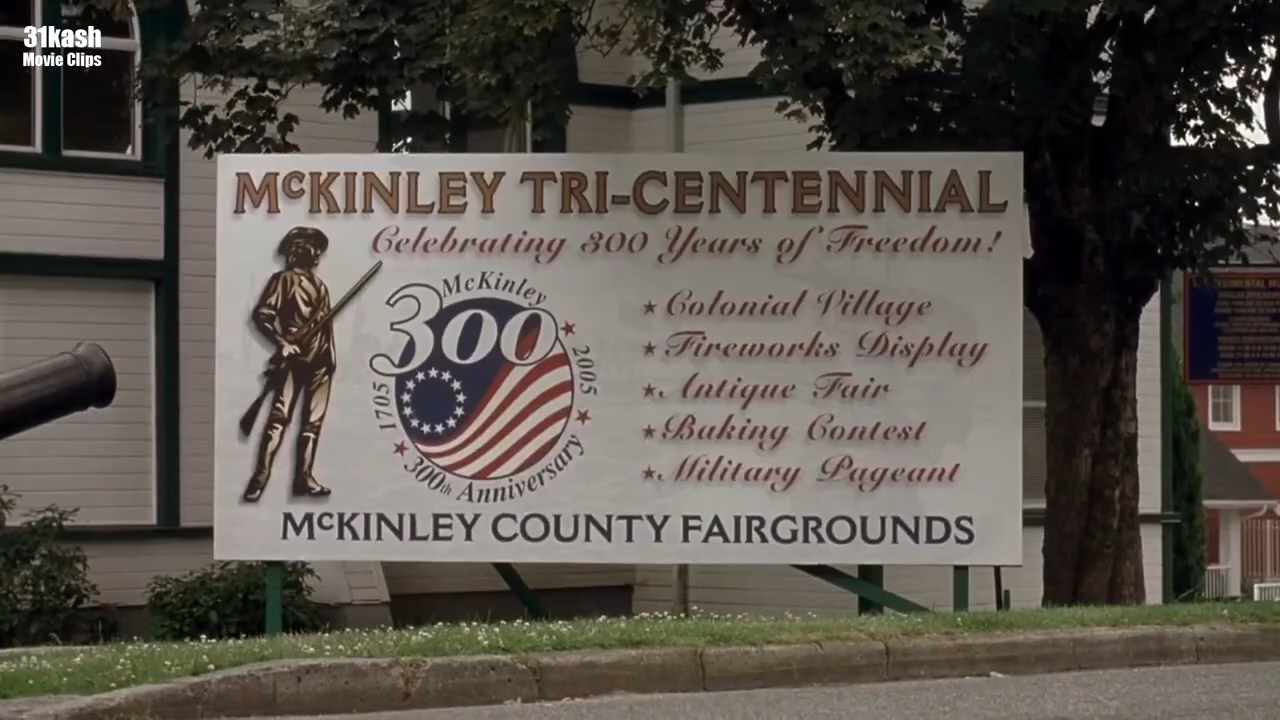 31kash
Movie Clips
McKINLEY TRI-CENTENNIAL
Celebrating 300 Years of Freedom!
McKinley
300
1705
2005
300th Anniversary
★ Colonial Village
★ Fireworks Display
★ Antique Fair
★ Baking Contest
★ Military Pageant
McKINLEY COUNTY FAIRGROUNDS